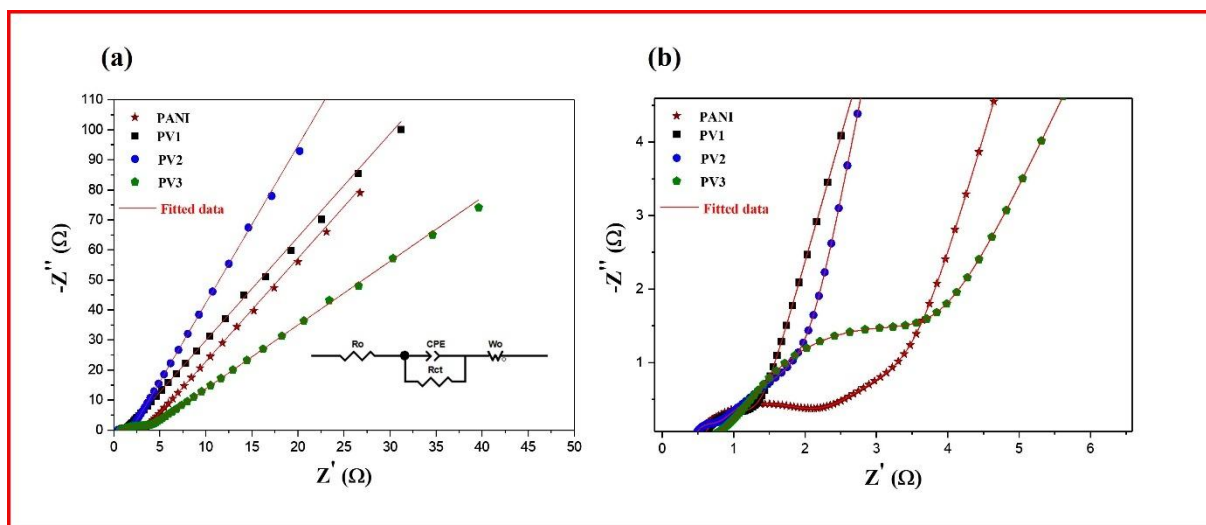 (a)
110
100
90
80
70
60
50
40
30
20
10
0
-Z'' (Ω)
PANI
PV1
PV2
PV3
Fitted data
Ro
CPE
Wo
Rct
0 5 10 15 20 25 30 35 40 45 50
Z' (Ω)
(b)
4
3
2
1
0
-Z'' (Ω)
PANI
PV1
PV2
PV3
Fitted data
0 1 2 3 4 5 6
Z' (Ω)